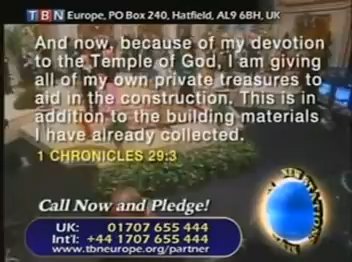 TBN Europe, PO Box 240, Hatfield, AL9 6BH, UK
And now, because of my devotion
to the Temple of God, I am giving
all of my own private treasures to
aid in the construction. This is in
addition to the building materials
I have already collected.
1 CHRONICLES 29:3
Call Now and Pledge!
UK: 01707 655 444
Int'l: +44 1707 655 444
www.tbneurope.org/partner